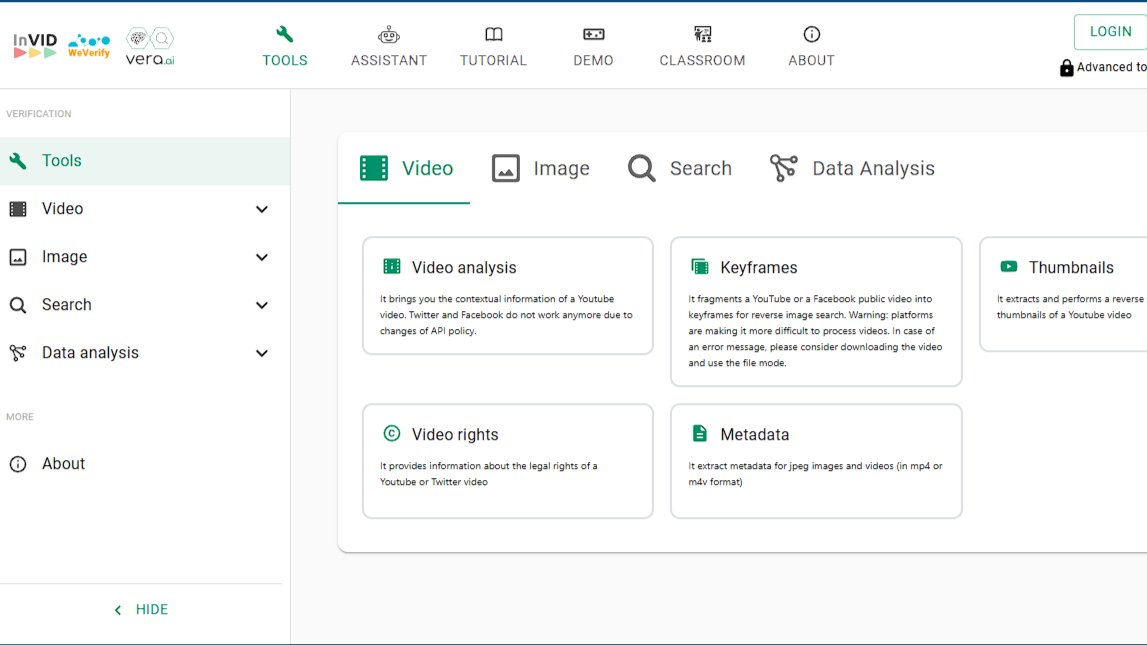 InVID
WeVerify
vera.ai
TOOLS
ASSISTANT
TUTORIAL
DEMO
CLASSROOM
ABOUT
LOGIN
Advanced to
VERIFICATION
Tools
Video
Image
Search
Data analysis
MORE
About
HIDE
Video
Image
Search
Data Analysis
Video analysis
It brings you the contextual information of a Youtube
video. Twitter and Facebook do not work anymore due to
changes of API policy.
Keyframes
It fragments a YouTube or a Facebook public video into
keyframes for reverse image search. Warning: platforms
are making it more difficult to process videos. In case of
an error message, please consider downloading the video
and use the file mode.
Thumbnails
It extracts and performs a reverse
thumbnails of a Youtube video
Video rights
It provides information about the legal rights of a
Youtube or Twitter video
Metadata
It extract metadata for jpeg images and videos (in mp4 or
m4v format)